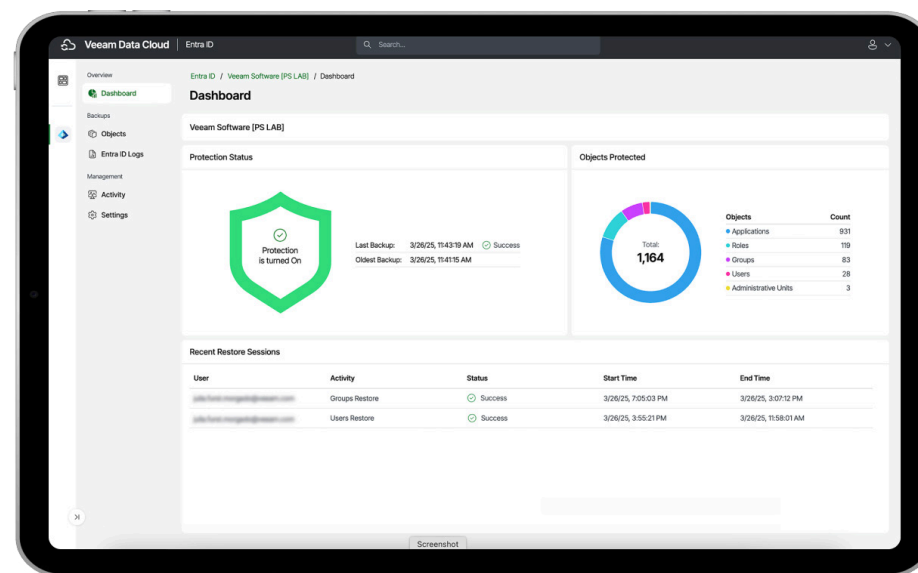 Veeam Data Cloud | Entra ID
Search...
Overview
Dashboard
Backups
Objects
Entra ID Logs
Management
Activity
Settings
Entra ID / Veeam Software [PS LAB] / Dashboard
Dashboard
Veeam Software [PS LAB]
Protection Status
Protection
is turned On
Last Backup: 3/26/25, 11:43:19 AM Success
Oldest Backup: 3/26/25, 11:41:15 AM
Objects Protected
Total:
1,164
Objects Count
Applications 931
Roles 119
Groups 83
Users 28
Administrative Units 3
Recent Restore Sessions
User Activity Status Start Time End Time
Groups Restore Success 3/26/25, 7:05:03 PM 3/26/25, 3:07:12 PM
Users Restore Success 3/26/25, 3:55:21 PM 3/26/25, 11:58:01 AM
Screenshot